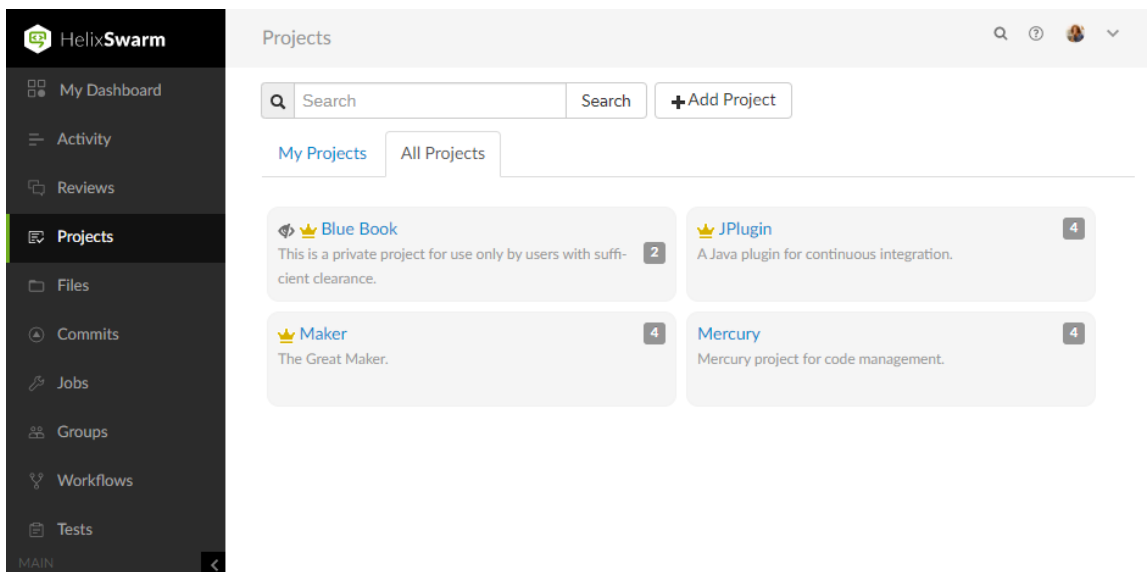 HelixSwarm
Projects
My Dashboard
Activity
Reviews
Projects
Files
Commits
Jobs
Groups
Workflows
Tests
MAIN
Search
Search
Add Project
My Projects
All Projects
Blue Book
This is a private project for use only by users with suffi-
cient clearance.
2
JPlugin
4
A Java plugin for continuous integration.
Maker
4
The Great Maker.
Mercury
4
Mercury project for code management.